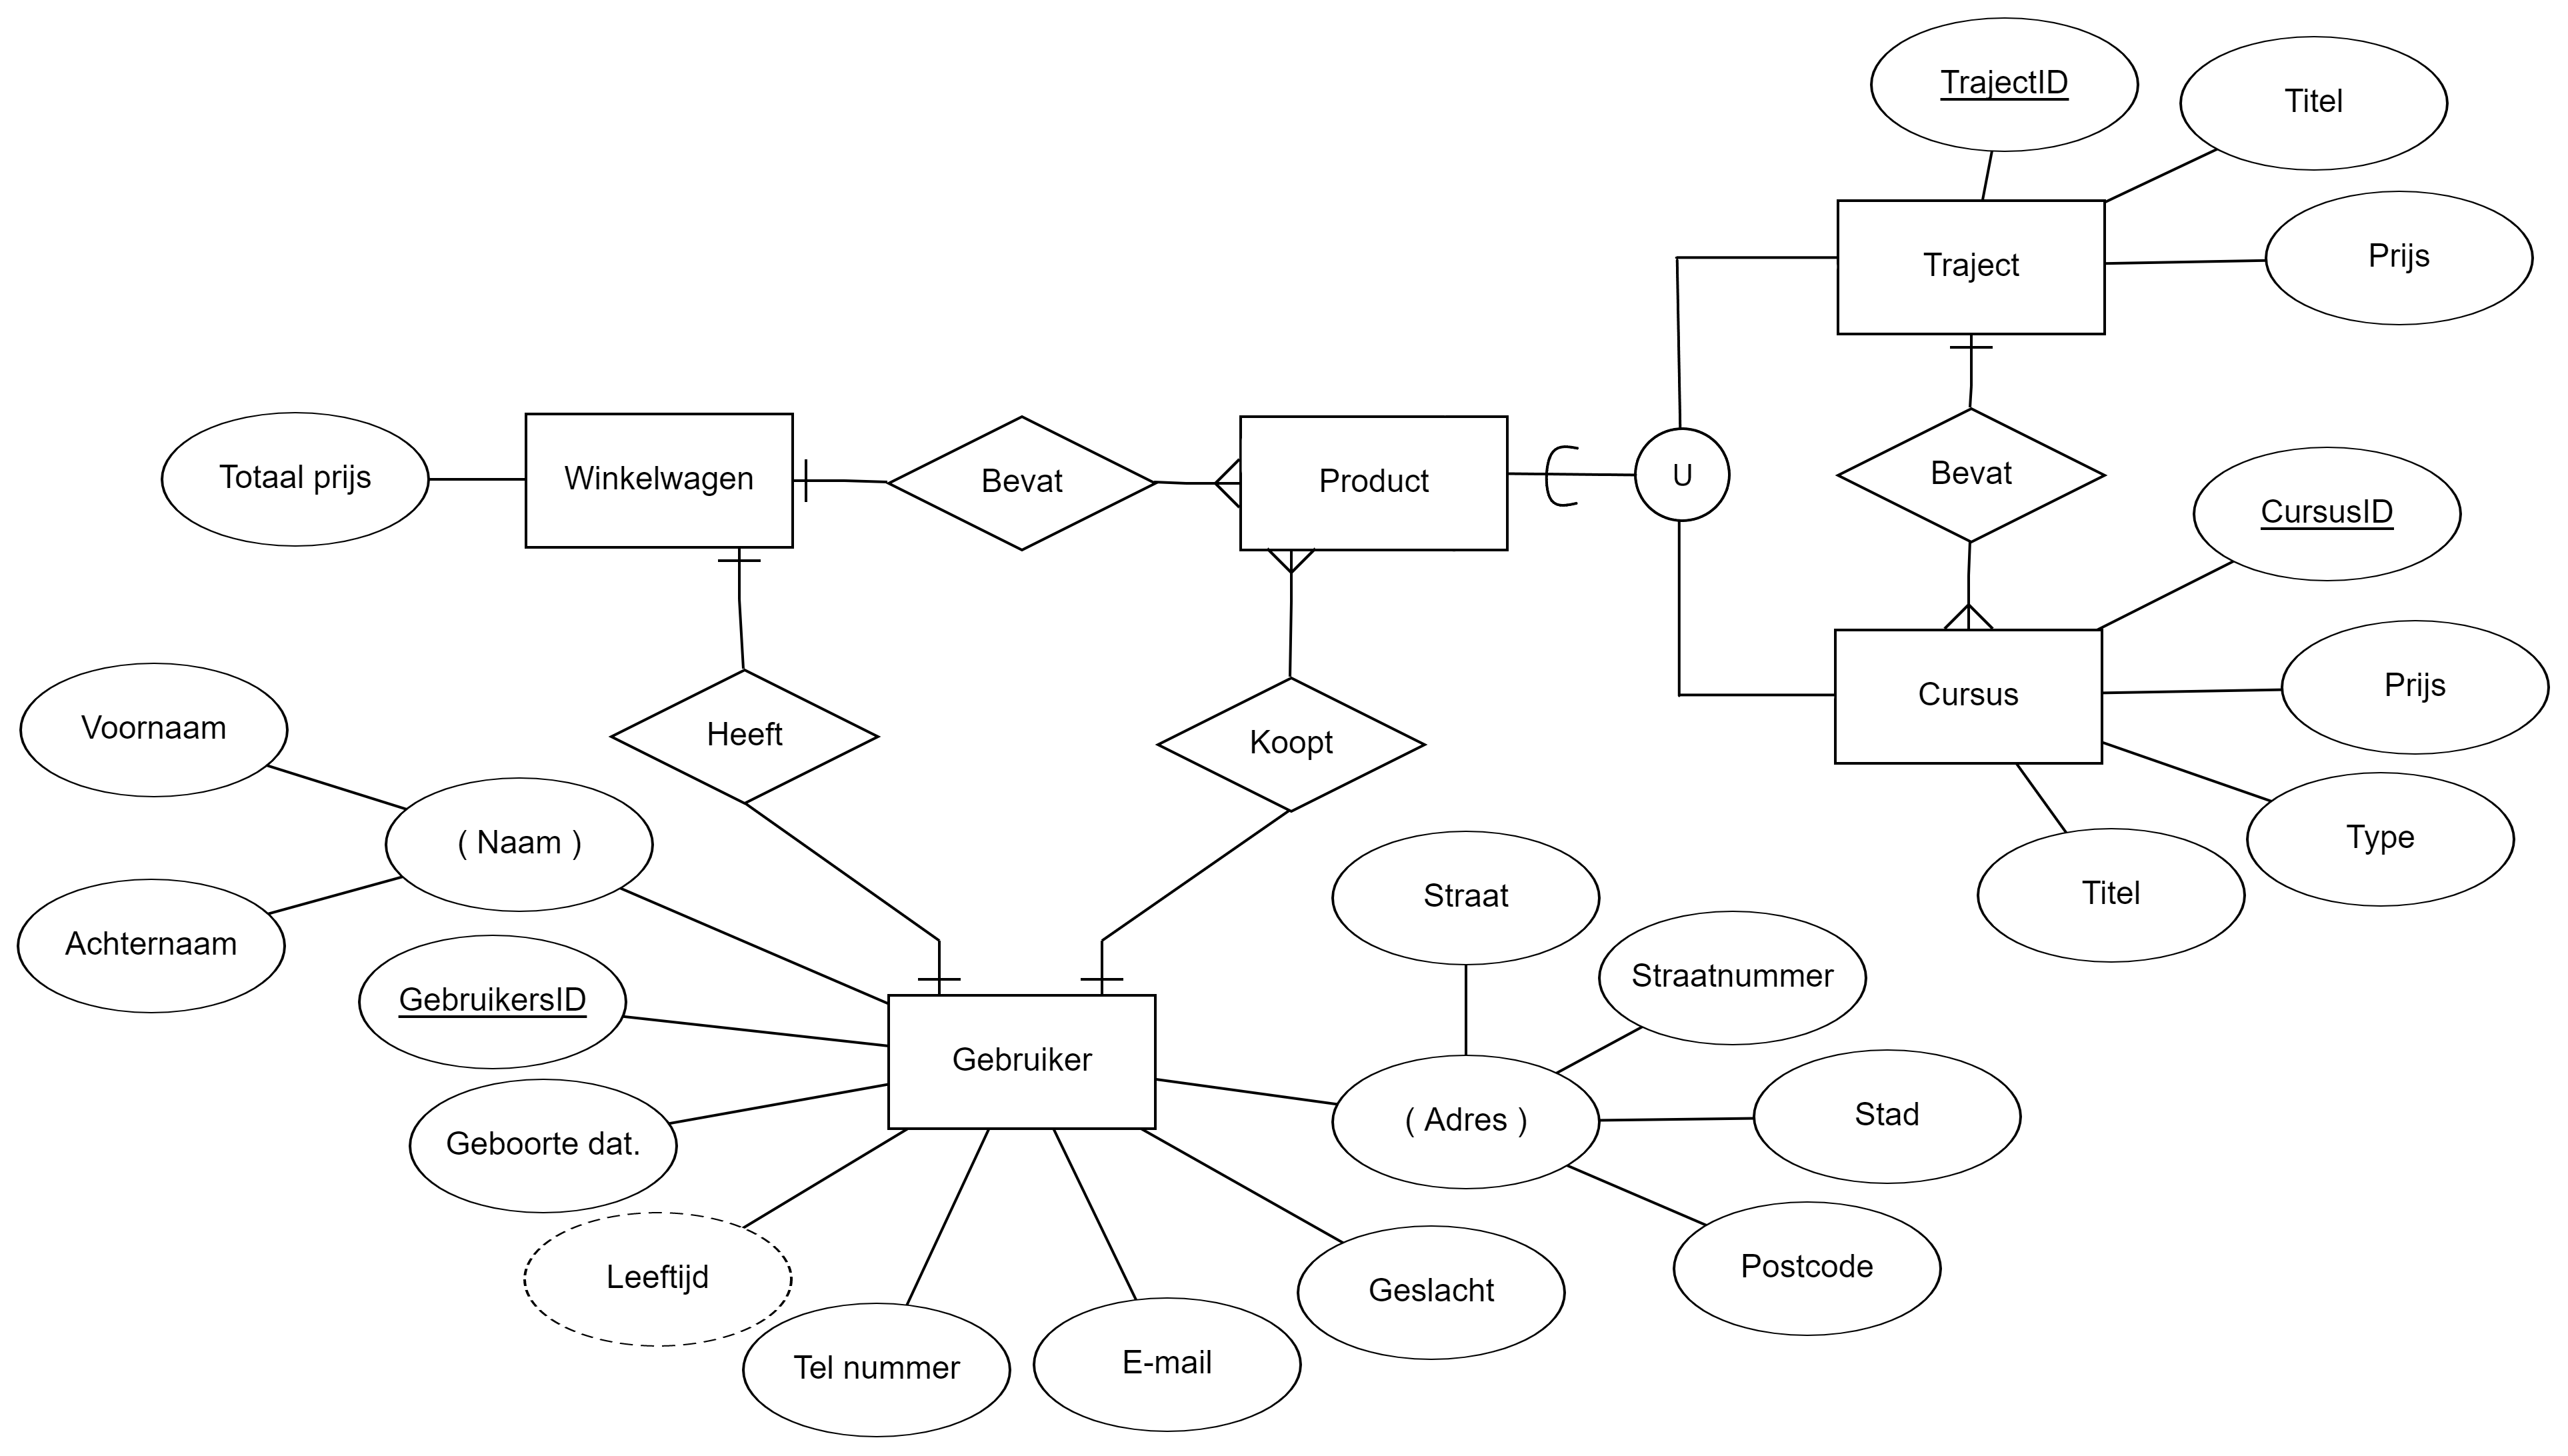 TrajectID
Titel
Prijs
Traject
Totaal prijs
Winkelwagen
Bevat
Product
U
Bevat
CursusID
Voornaam
Heeft
Koopt
Cursus
Prijs
( Naam )
Type
Titel
Straat
Achternaam
Straatnummer
GebruikersID
Gebruiker
( Adres )
Stad
Geboorte dat.
Leeftijd
Geslacht
Postcode
Tel nummer
E-mail